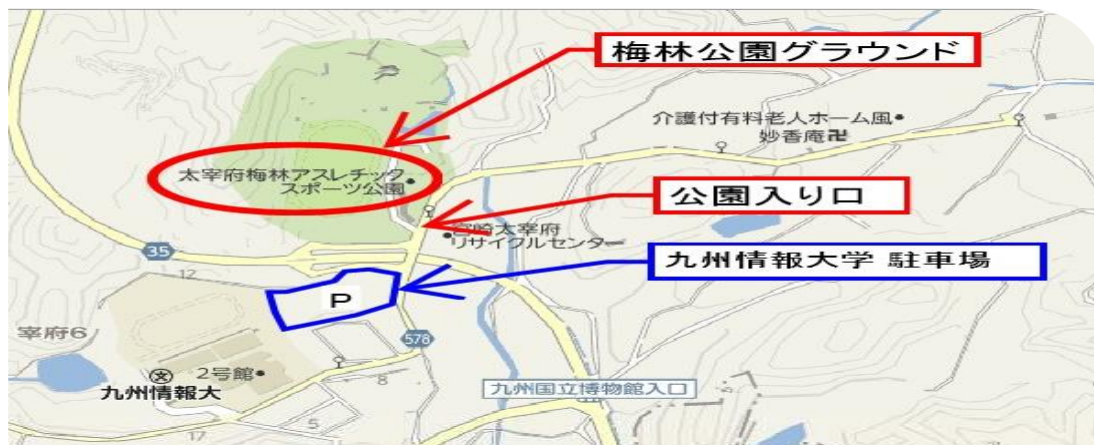 梅林公園グラウンド
介護付有料老人ホーム風
妙香庵卍
太宰府梅林アスレチック
スポーツ公園
公園入り口
宮崎太宰府
リサイクルセンター
35
九州情報大学 駐車場
12
P
宰府6
578
2号館
8
九州情報大
九州国立博物館入口
5
17